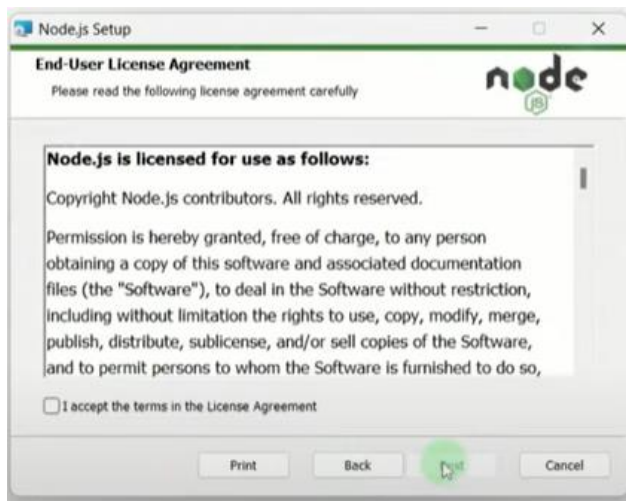 Node.js Setup
End-User License Agreement
Please read the following license agreement carefully
node
JS
Node.js is licensed for use as follows:
Copyright Node.js contributors. All rights reserved.
Permission is hereby granted, free of charge, to any person
obtaining a copy of this software and associated documentation
files (the "Software"), to deal in the Software without restriction,
including without limitation the rights to use, copy, modify, merge,
publish, distribute, sublicense, and/or sell copies of the Software,
and to permit persons to whom the Software is furnished to do so,
I accept the terms in the License Agreement
Print Back Next Cancel